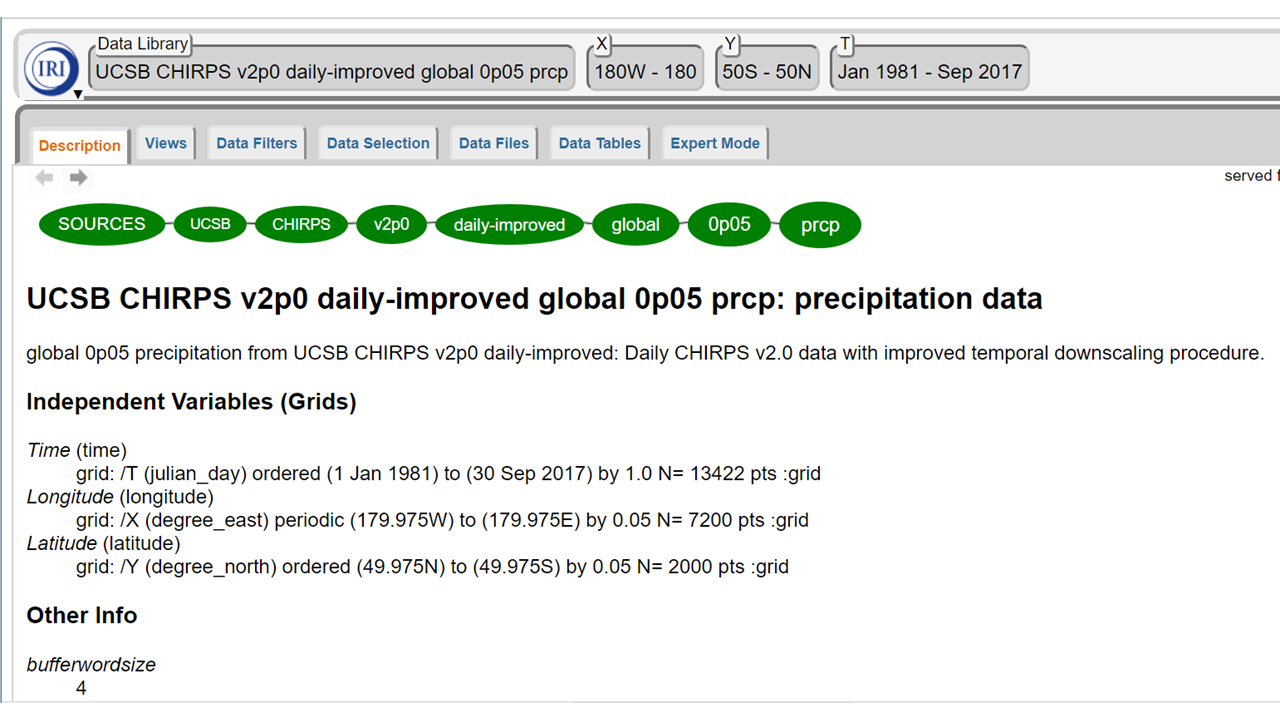 Data Library
X
Y
T
IRI
UCSB CHIRPS v2p0 daily-improved global 0p05 prcp
180W - 180
50S - 50N
Jan 1981 - Sep 2017
Description
Views
Data Filters
Data Selection
Data Files
Data Tables
Expert Mode
served f
SOURCES
UCSB
CHIRPS
v2p0
daily-improved
global
0p05
prcp
UCSB CHIRPS v2p0 daily-improved global 0p05 prcp: precipitation data
global 0p05 precipitation from UCSB CHIRPS v2p0 daily-improved: Daily CHIRPS v2.0 data with improved temporal downscaling procedure.
Independent Variables (Grids)
Time (time)
grid: /T (julian_day) ordered (1 Jan 1981) to (30 Sep 2017) by 1.0 N= 13422 pts :grid
Longitude (longitude)
grid: /X (degree_east) periodic (179.975W) to (179.975E) by 0.05 N= 7200 pts :grid
Latitude (latitude)
grid: /Y (degree_north) ordered (49.975N) to (49.975S) by 0.05 N= 2000 pts :grid
Other Info
bufferwordsize
4